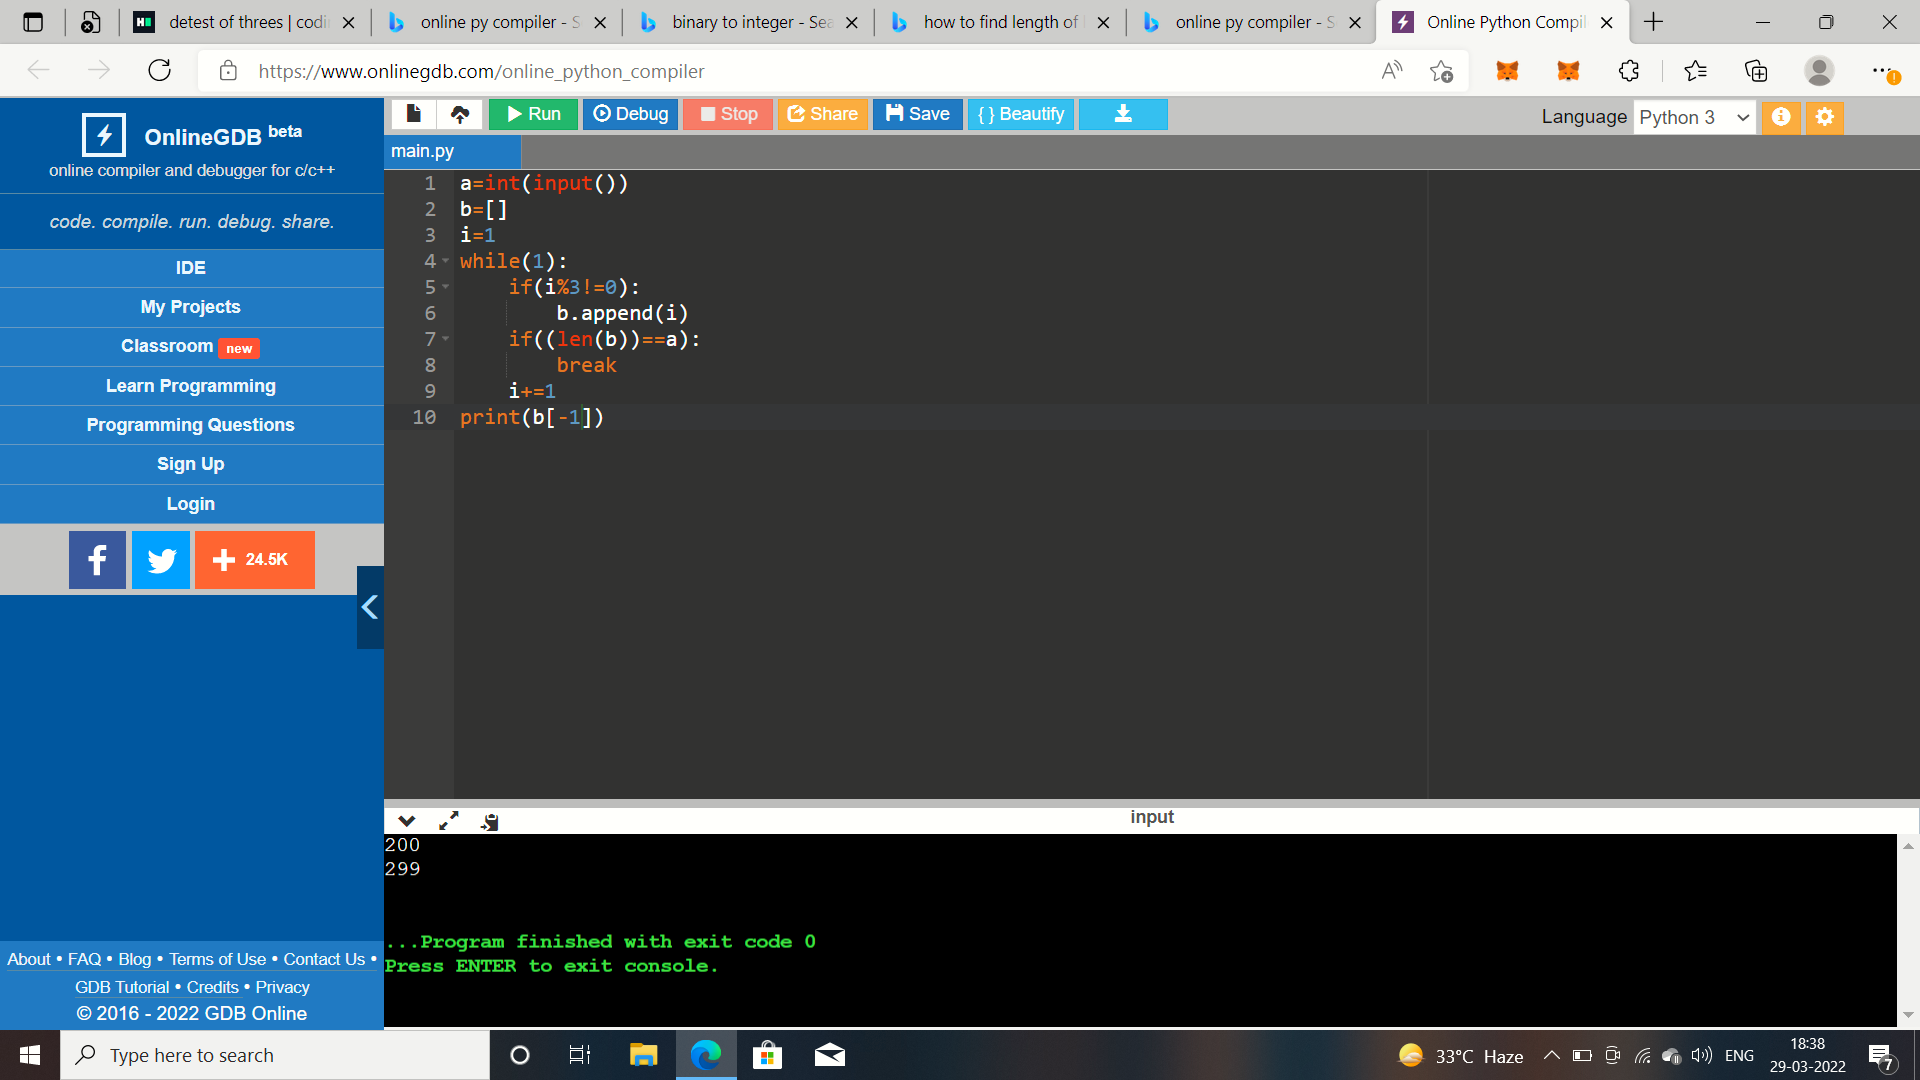 detest of threes | codi
online py compiler - S
binary to integer - Sea
how to find length of
online py compiler - S
Online Python Compil
https://www.onlinegdb.com/online_python_compiler
OnlineGDB beta
online compiler and debugger for c/c++
code. compile. run. debug. share.
IDE
My Projects
Classroom new
Learn Programming
Programming Questions
Sign Up
Login
24.5K
About • FAQ • Blog • Terms of Use • Contact Us •
GDB Tutorial • Credits • Privacy
© 2016 - 2022 GDB Online
Run Debug Stop Share Save { } Beautify
Language Python 3
main.py
1 a=int(input())
2 b=[]
3 i=1
4 while(1):
5 if(i%3!=0):
6 b.append(i)
7 if((len(b))==a):
8 break
9 i+=1
10 print(b[-1])
input
200
299
...Program finished with exit code 0
Press ENTER to exit console.
Type here to search
33°C Haze
ENG
18:38
29-03-2022
7